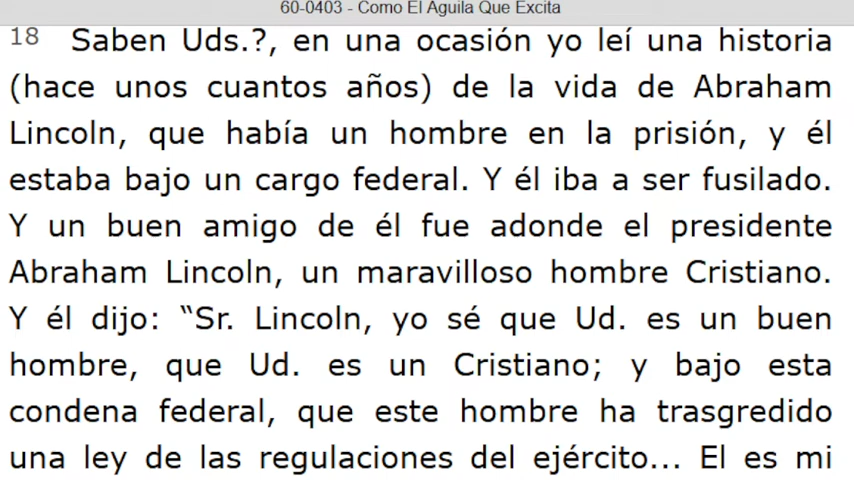 60-0403 - Como El Aguila Que Excita
18 Saben Uds.?, en una ocasión yo leí una historia
(hace unos cuantos años) de la vida de Abraham
Lincoln, que había un hombre en la prisión, y él
estaba bajo un cargo federal. Y él iba a ser fusilado.
Y un buen amigo de él fue adonde el presidente
Abraham Lincoln, un maravilloso hombre Cristiano.
Y él dijo: “Sr. Lincoln, yo sé que Ud. es un buen
hombre, que Ud. es un Cristiano; y bajo esta
condena federal, que este hombre ha trasgredido
una ley de las regulaciones del ejército... El es mi